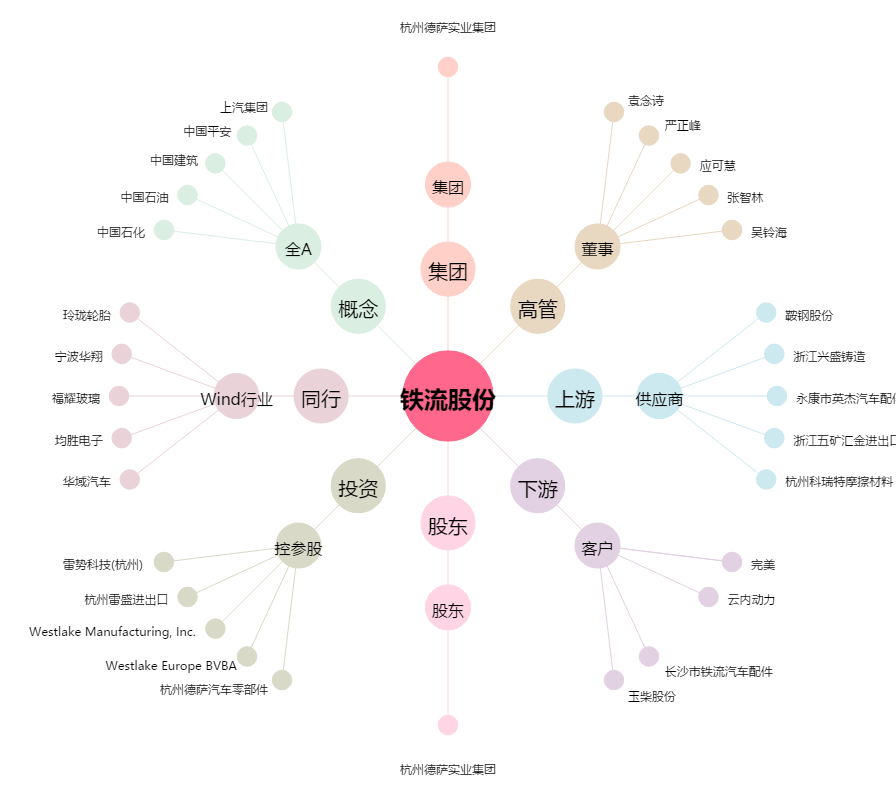 杭州德萨实业集团
上汽集团
中国平安
中国建筑
中国石油
中国石化
全A
概念
集团
集团
袁念诗
严正峰
应可慧
张智林
吴铃海
董事
高管
玲珑轮胎
宁波华翔
福耀玻璃
均胜电子
华域汽车
Wind行业
同行
铁流股份
上游
供应商
鞍钢股份
浙江兴盛铸造
永康市英杰汽车配
浙江五矿汇金进出口
杭州科瑞特摩擦材料
投资
控参股
雷势科技(杭州)
杭州雷盛进出口
Westlake Manufacturing, Inc.
Westlake Europe BVBA
杭州德萨汽车零部件
股东
股东
下游
客户
完美
云内动力
长沙市铁流汽车配件
玉柴股份
杭州德萨实业集团